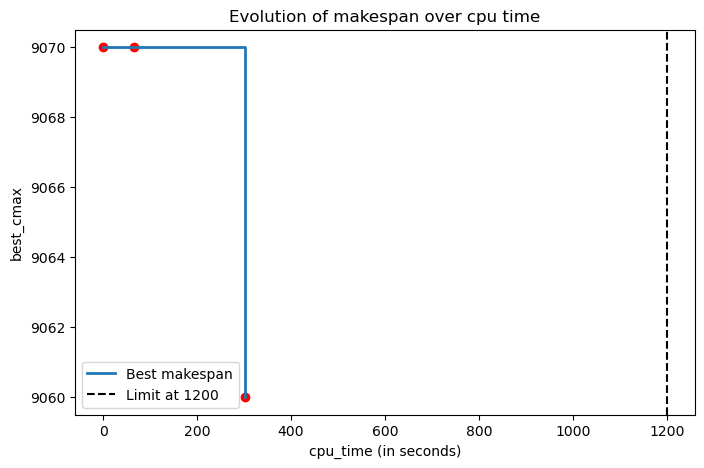 Evolution of makespan over cpu time
best_cmax
9070
9068
9066
9064
9062
9060
Best makespan
Limit at 1200
0 200 400 600 800 1000 1200
cpu_time (in seconds)